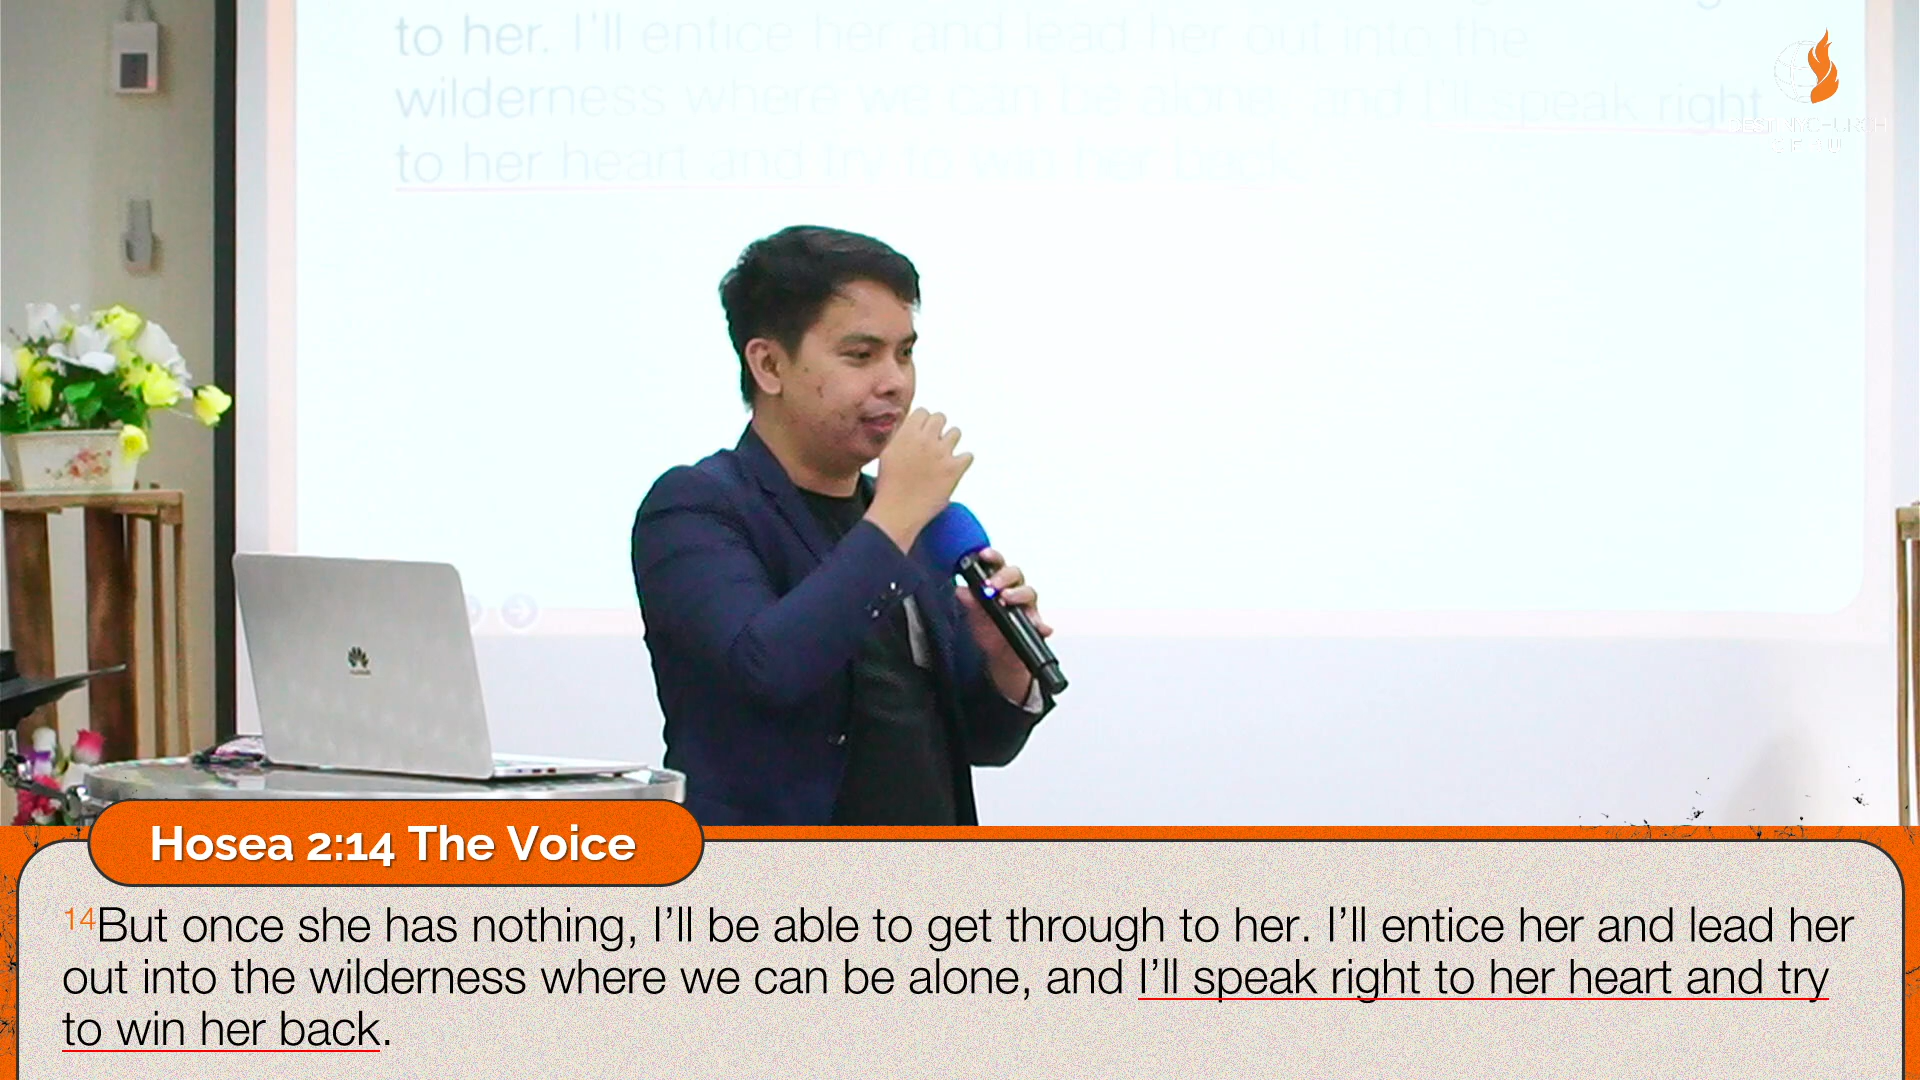 to her. I'll entice her and lead her out into the
wilderness where we can be alone, and I'll speak right
to her heart and try to win her back.
Hosea 2:14 The Voice
14But once she has nothing, I’ll be able to get through to her. I’ll entice her and lead her
out into the wilderness where we can be alone, and I’ll speak right to her heart and try
to win her back.